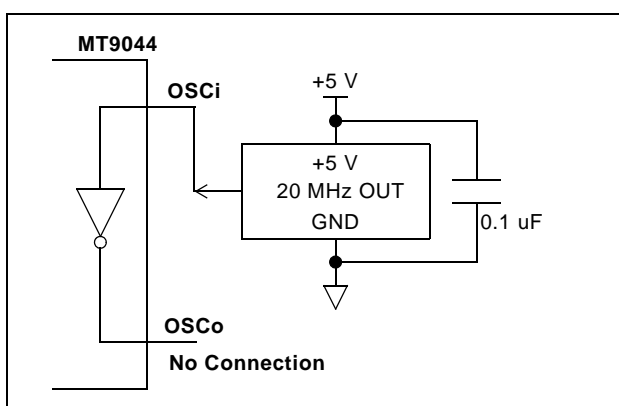 MT9044
OSCi
+5 V
+5 V
20 MHz OUT
GND
0.1 uF
OSCo
No Connection